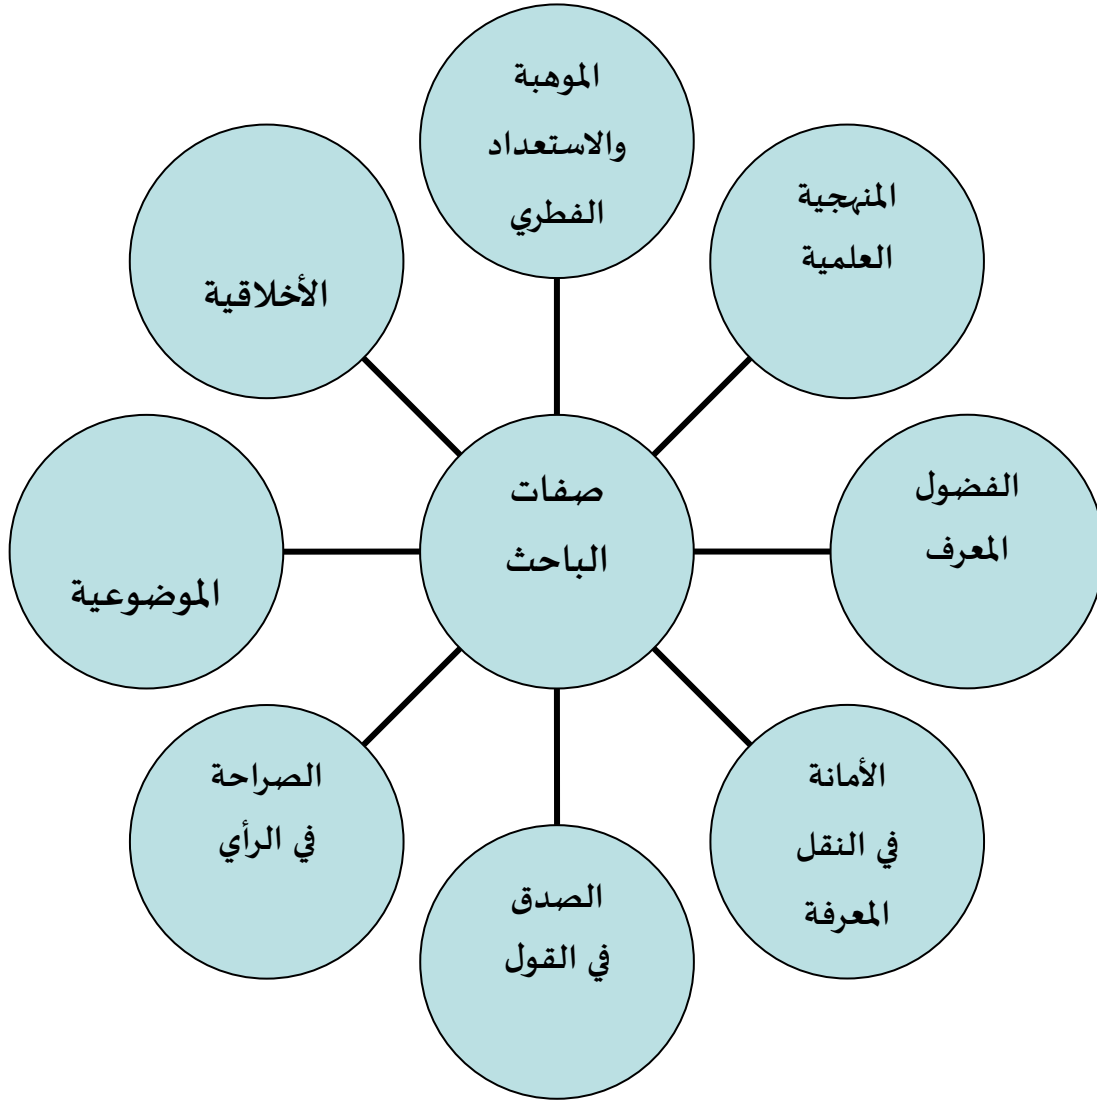 الموهبة
والاستعداد
الفطري
المنهجية
العلمية
الأخلاقية
الفضول
المعرف
صفات
الباحث
الموضوعية
الأمانة
في النقل
المعرفة
الصراحة
في الرأي
الصدق
في القول